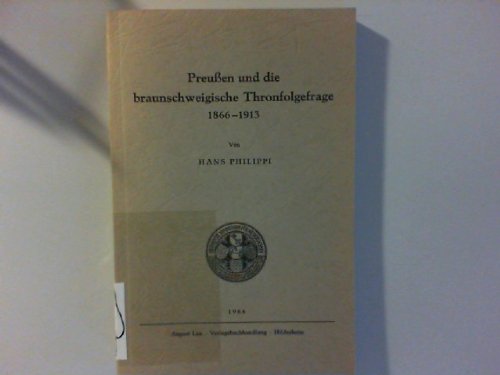 Preußen und die
braunschweigische Thronfolgefrage
1866–1913
Von
HANS PHILIPPI
1966
August Lax · Verlagsbuchhandlung · Hildesheim